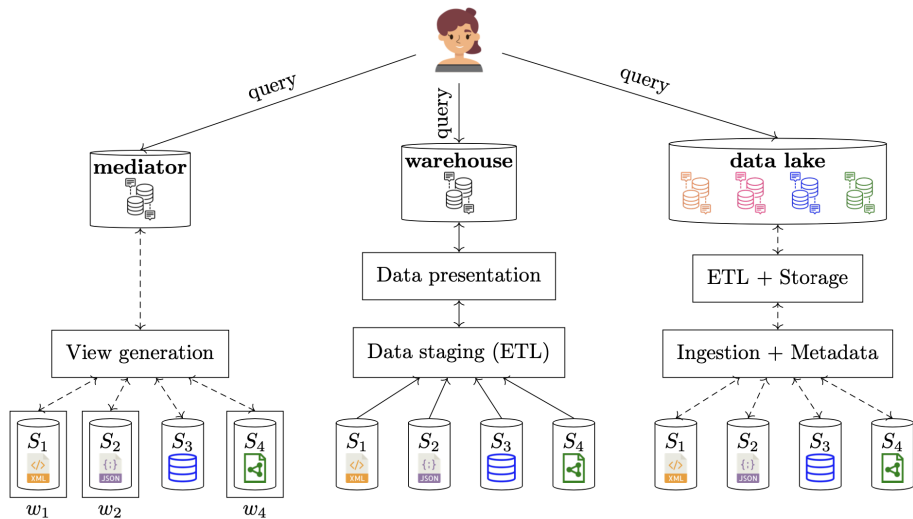 query
query
query
mediator
warehouse
data lake
Data presentation
ETL + Storage
View generation
Data staging (ETL)
Ingestion + Metadata
S₁ S₂ S₃ S₄
</> {;}
XML JSON
w₁ w₂ w₄
S₁ S₂ S₃ S₄
</> {;}
XML JSON
S₁ S₂ S₃ S₄
</> {;}
XML JSON